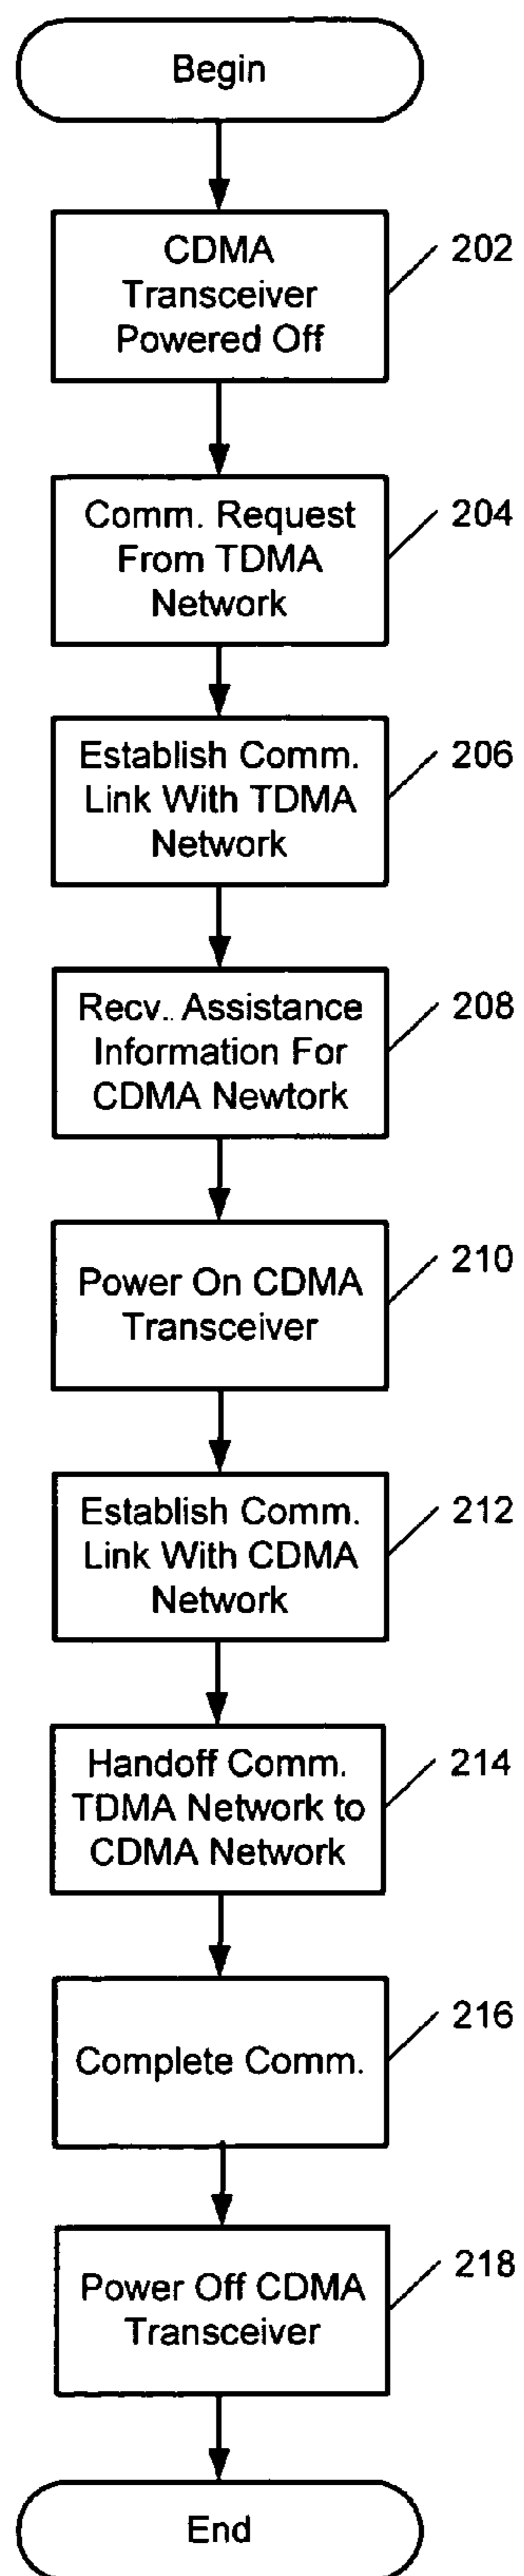 Begin
CDMA
Transceiver
Powered Off
202
Comm. Request
From TDMA
Network
204
Establish Comm.
Link With TDMA
Network
206
Recv.. Assistance
Information For
CDMA Newtork
208
Power On CDMA
Transceiver
210
Establish Comm.
Link With CDMA
Network
212
Handoff Comm.
TDMA Network to
CDMA Network
214
Complete Comm.
216
Power Off CDMA
Transceiver
218
End